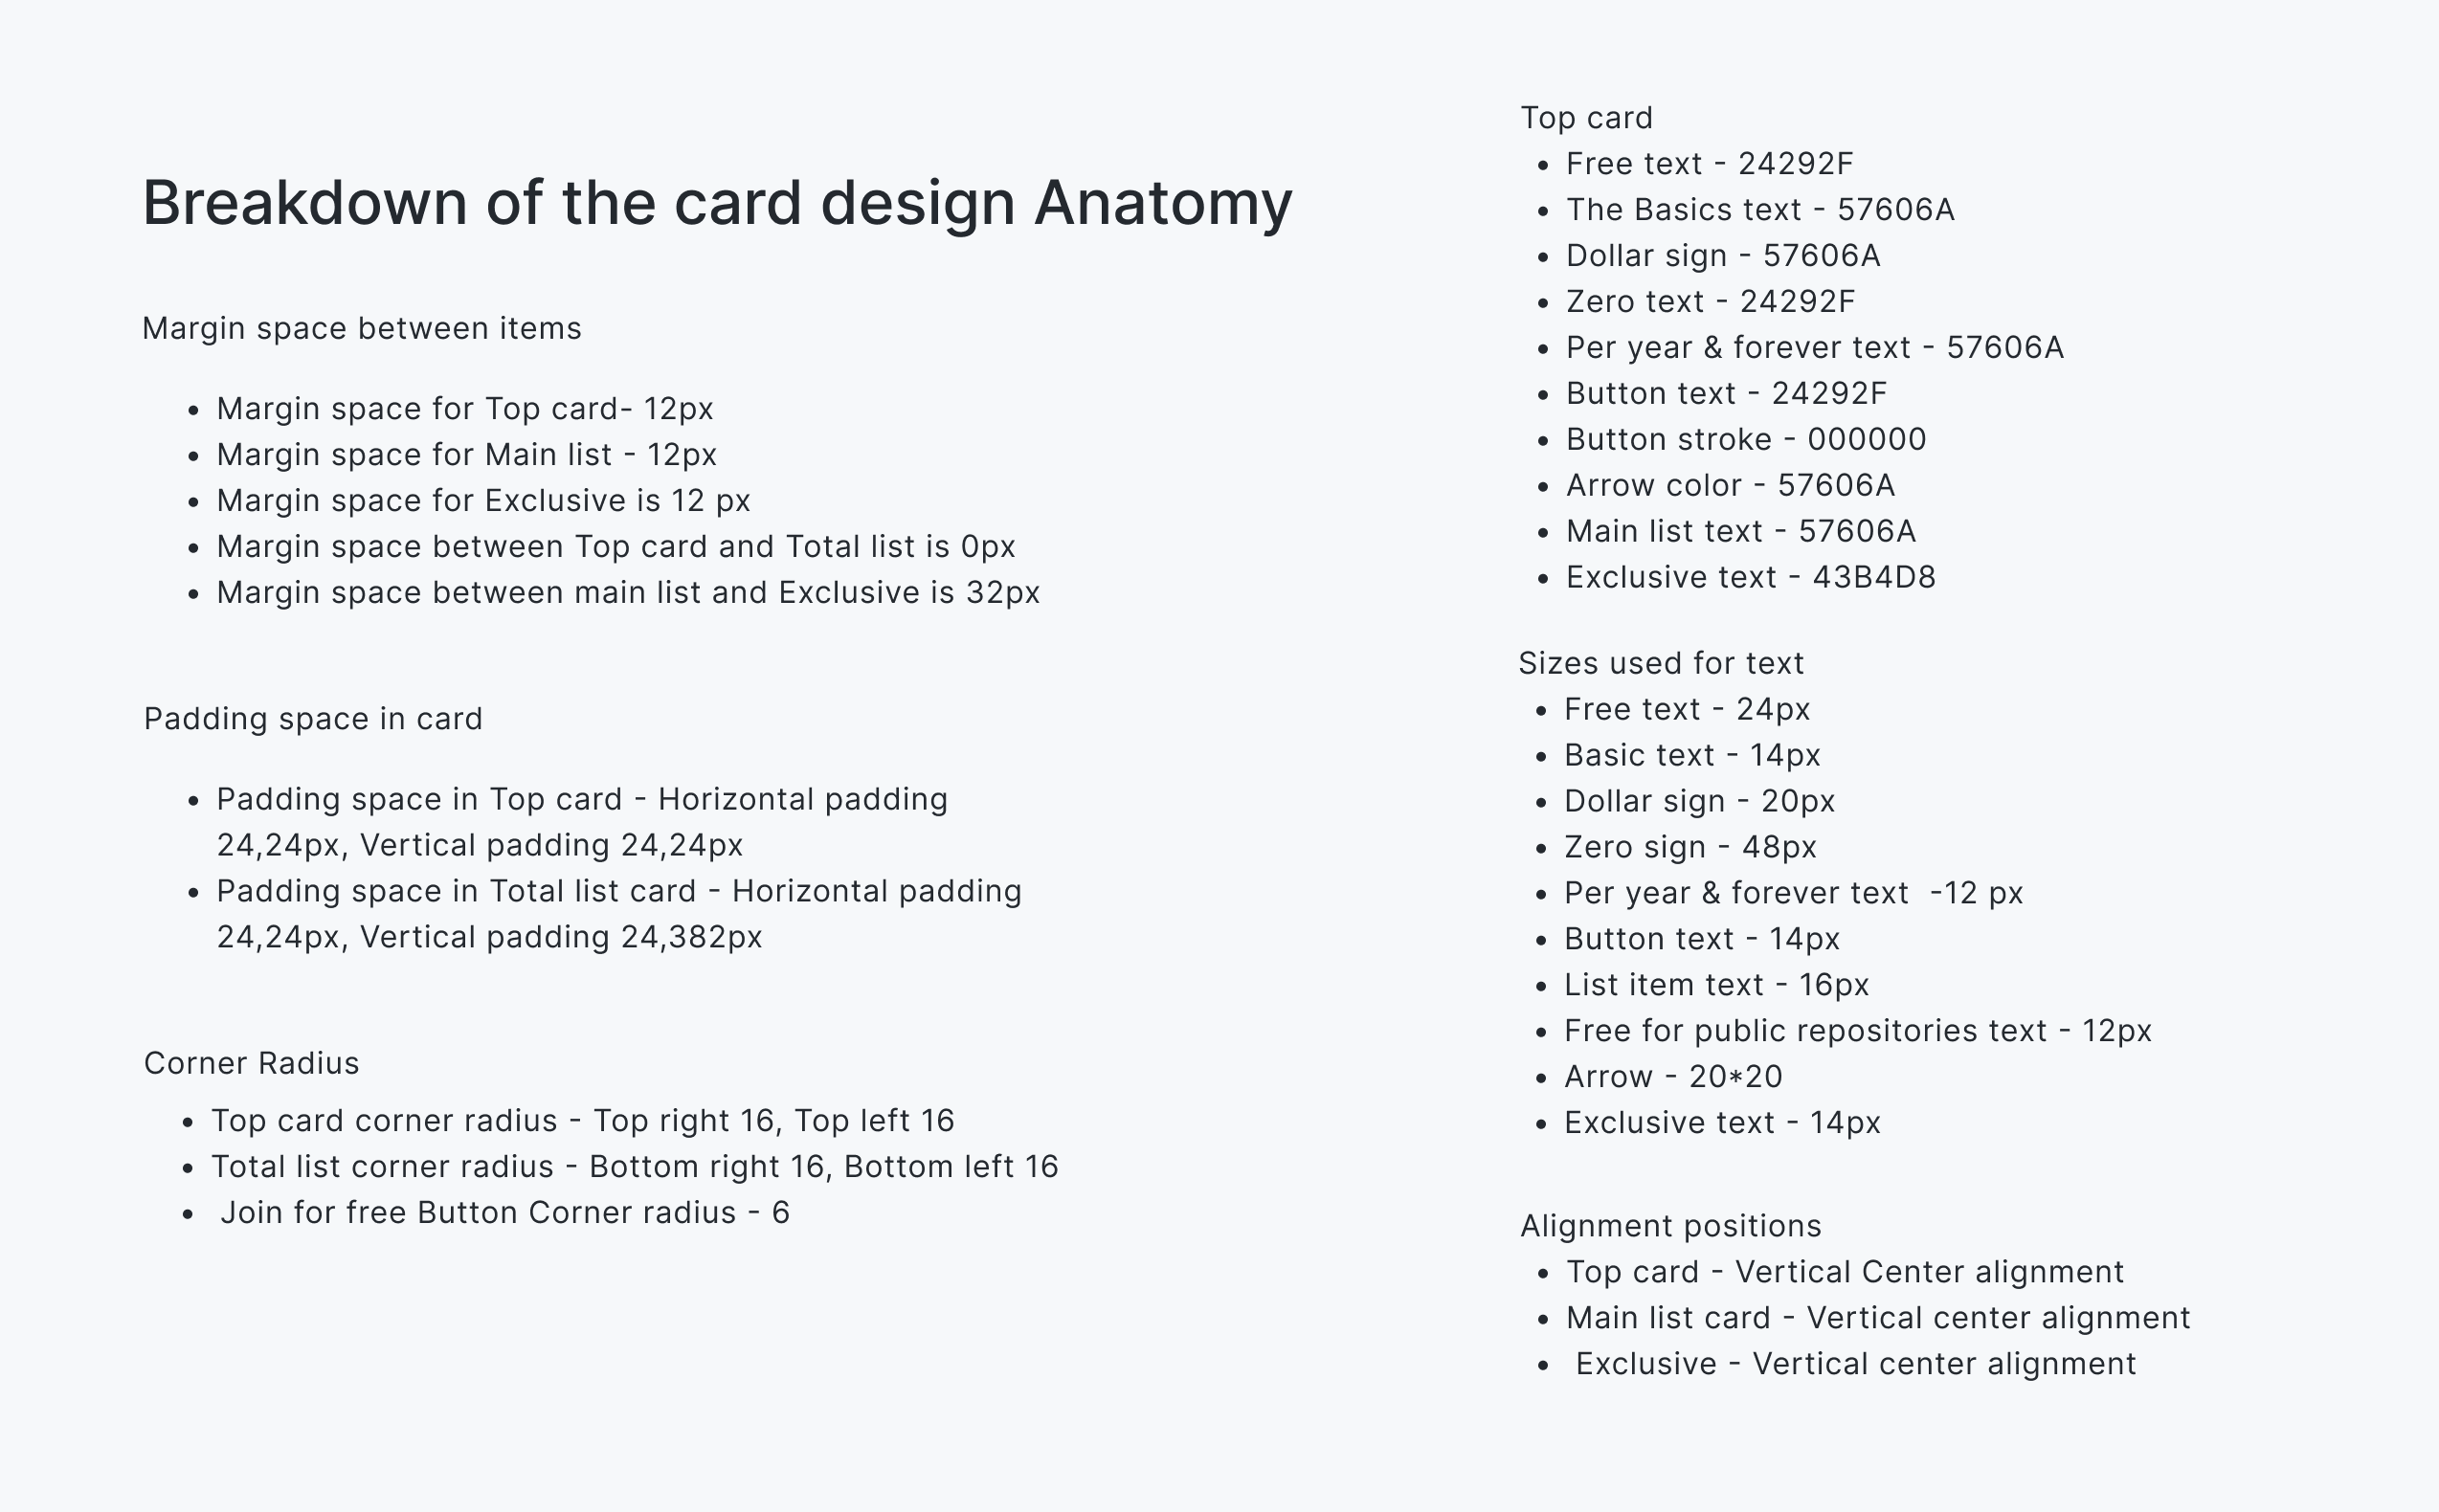 Breakdown of the card design Anatomy
Margin space between items
• Margin space for Top card- 12px
• Margin space for Main list - 12px
• Margin space for Exclusive is 12 px
• Margin space between Top card and Total list is 0px
• Margin space between main list and Exclusive is 32px
Padding space in card
• Padding space in Top card - Horizontal padding
24,24px, Vertical padding 24,24px
• Padding space in Total list card - Horizontal padding
24,24px, Vertical padding 24,382px
Corner Radius
• Top card corner radius - Top right 16, Top left 16
• Total list corner radius - Bottom right 16, Bottom left 16
• Join for free Button Corner radius - 6
Top card
• Free text - 24292F
• The Basics text - 57606A
• Dollar sign - 57606A
• Zero text - 24292F
• Per year & forever text - 57606A
• Button text - 24292F
• Button stroke - 000000
• Arrow color - 57606A
• Main list text - 57606A
• Exclusive text - 43B4D8
Sizes used for text
• Free text - 24px
• Basic text - 14px
• Dollar sign - 20px
• Zero sign - 48px
• Per year & forever text  -12 px
• Button text - 14px
• List item text - 16px
• Free for public repositories text - 12px
• Arrow - 20*20
• Exclusive text - 14px
Alignment positions
• Top card - Vertical Center alignment
• Main list card - Vertical center alignment
• Exclusive - Vertical center alignment